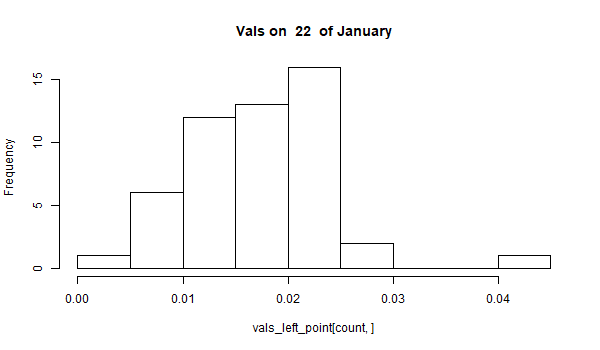 Vals on  22  of January
Frequency
15
10
5
0
0.00 0.01 0.02 0.03 0.04
vals_left_point[count, ]